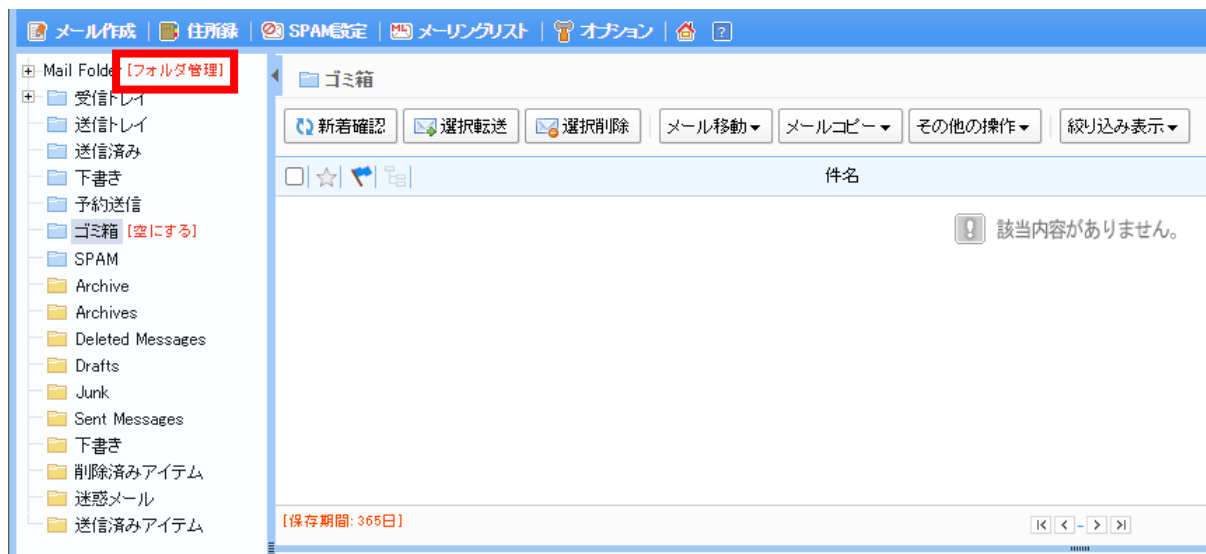 メール作成 住所録 SPAM設定 メーリングリスト オプション
Mail Folder [フォルダ管理]
受信トレイ
送信トレイ
送信済み
下書き
予約送信
ゴミ箱 [空にする]
SPAM
Archive
Archives
Deleted Messages
Drafts
Junk
Sent Messages
下書き
削除済みアイテム
迷惑メール
送信済みアイテム
ゴミ箱
新着確認 選択転送 選択削除 メール移動▼ メールコピー▼ その他の操作▼ 絞り込み表示▼
件名
該当内容がありません。
[保存期間: 365日]